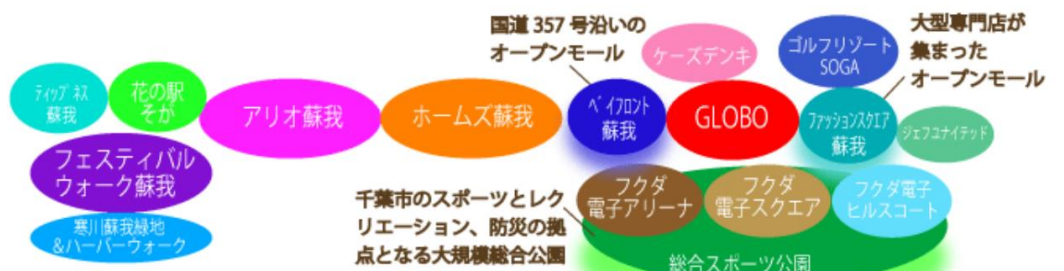 国道 357 号沿いの
オープンモール
大型専門店が
集まった
オープンモール
ケーズデンキ
ゴルフリゾート
SOGA
ティップネス
蘇我
花の駅
そが
アリオ蘇我
ホームズ蘇我
ベイフロント
蘇我
GLOBO
ファッションスクエア
蘇我
ジェフユナイテッド
フェスティバル
ウォーク蘇我
寒川蘇我緑地
&ハーバーウォーク
千葉市のスポーツとレク
リエーション、防災の拠
点となる大規模総合公園
フクダ
電子アリーナ
フクダ
電子スクエア
フクダ電子
ヒルスコート
総合スポーツ公園